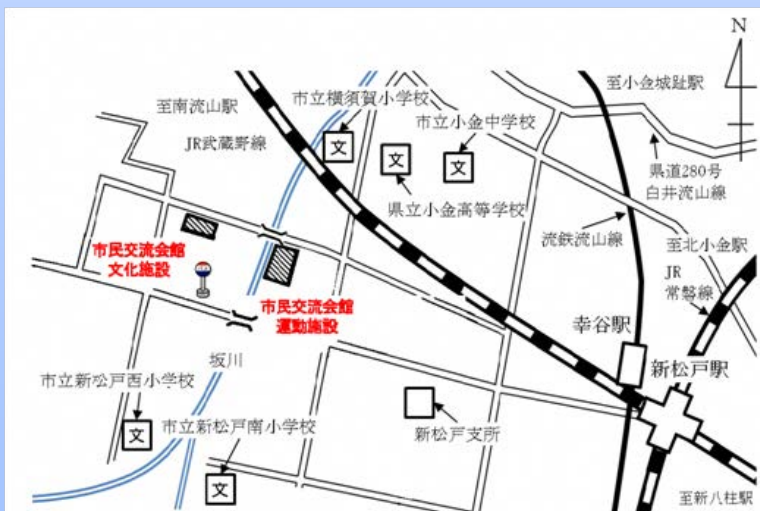 N
至小金城趾駅
至南流山駅
市立横須賀小学校
市立小金中学校
JR武蔵野線
文
文
文
県道280号
白井流山線
県立小金高等学校
流鉄流山線
至北小金駅
JR
常磐線
市民交流会館
文化施設
市民交流会館
運動施設
幸谷駅
新松戸駅
坂川
市立新松戸西小学校
市立新松戸南小学校
新松戸支所
文
文
至新八柱駅